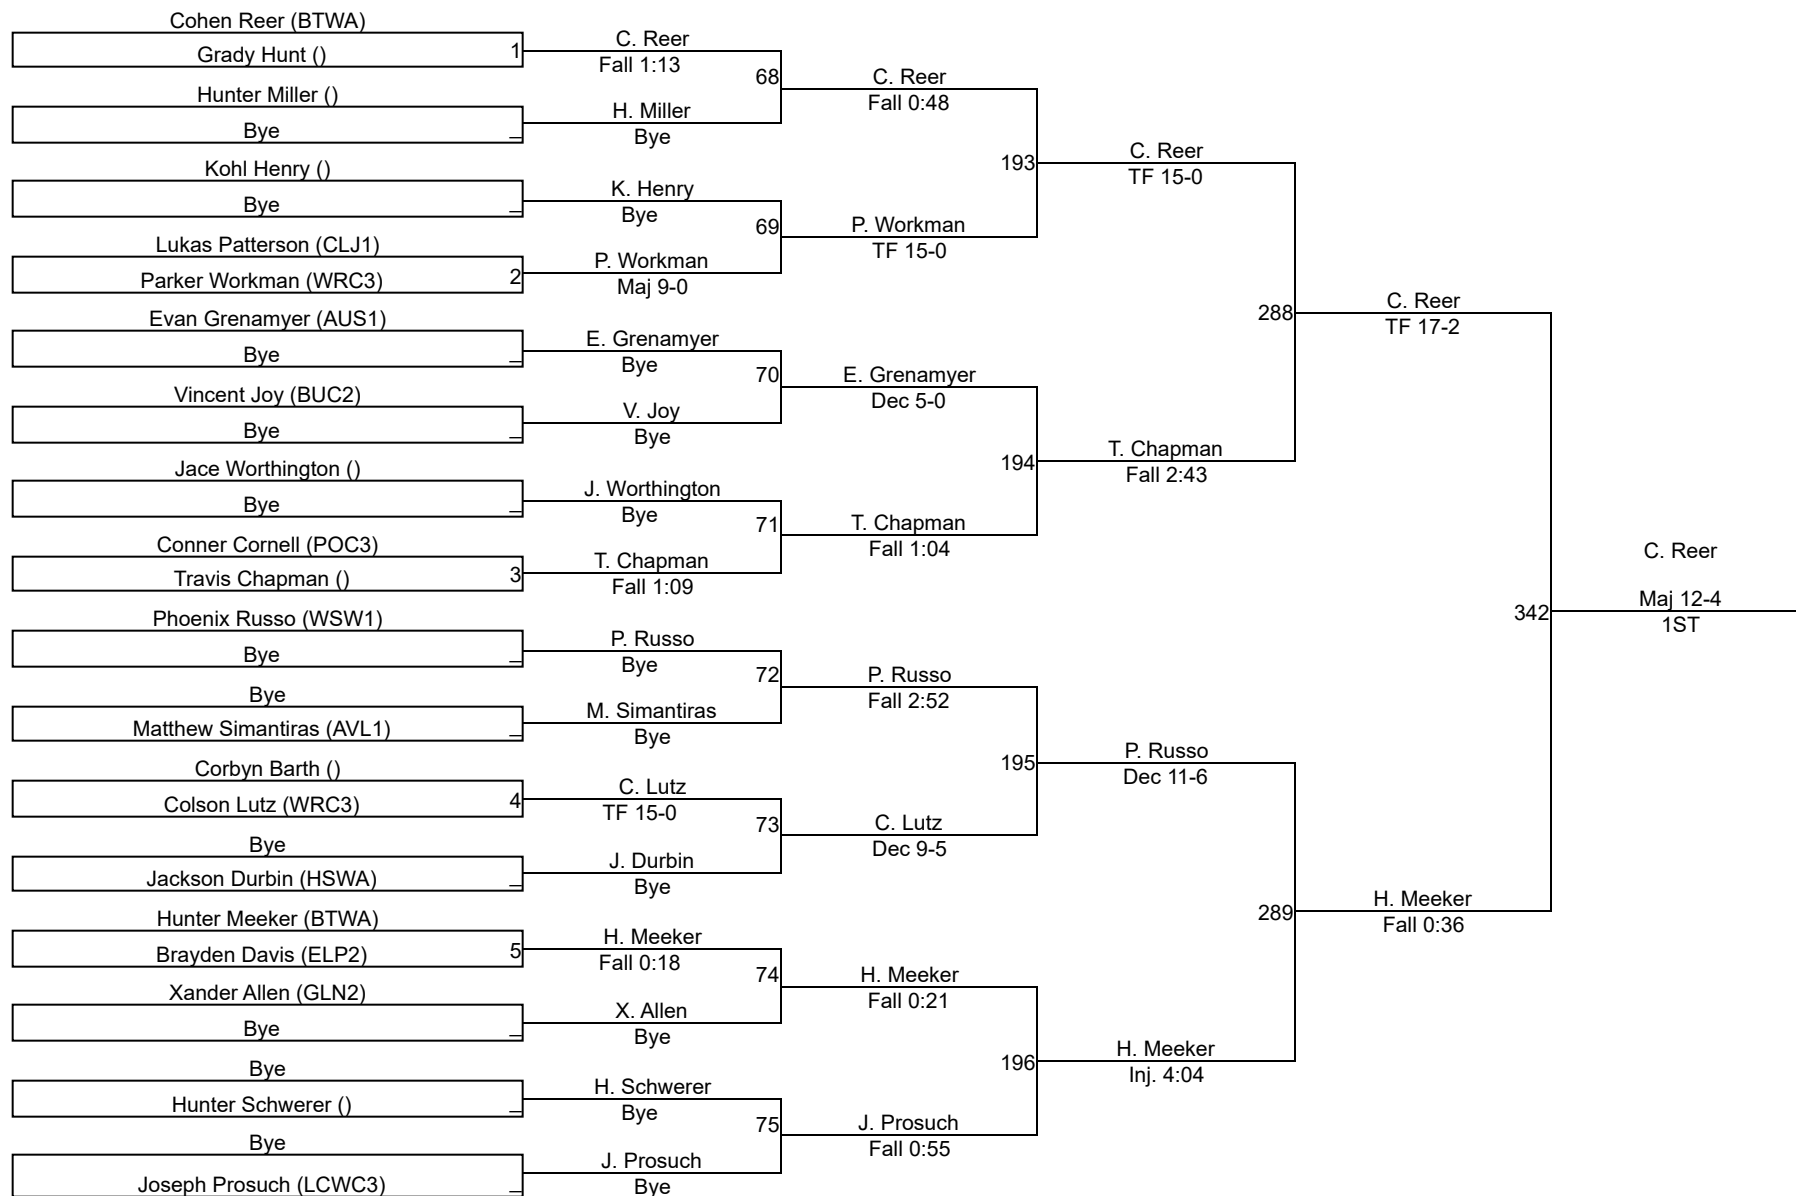 Cohen Reer (BTWA)
Grady Hunt ()
1
Hunter Miller ()
Bye
_
Kohl Henry ()
Bye
_
Lukas Patterson (CLJ1)
Parker Workman (WRC3)
2
Evan Grenamyer (AUS1)
Bye
_
Vincent Joy (BUC2)
Bye
_
Jace Worthington ()
Bye
_
Conner Cornell (POC3)
Travis Chapman ()
3
Phoenix Russo (WSW1)
Bye
_
Bye
Matthew Simantiras (AVL1)
_
Corbyn Barth ()
Colson Lutz (WRC3)
4
Bye
Jackson Durbin (HSWA)
_
Hunter Meeker (BTWA)
Brayden Davis (ELP2)
5
Xander Allen (GLN2)
Bye
_
Bye
Hunter Schwerer ()
_
Bye
Joseph Prosuch (LCWC3)
_
C. Reer
Fall 1:13
68
H. Miller
Bye
K. Henry
Bye
69
P. Workman
Maj 9-0
E. Grenamyer
Bye
70
V. Joy
Bye
J. Worthington
Bye
71
T. Chapman
Fall 1:09
P. Russo
Bye
72
M. Simantiras
Bye
C. Lutz
TF 15-0
73
J. Durbin
Bye
H. Meeker
Fall 0:18
74
X. Allen
Bye
H. Schwerer
Bye
75
J. Prosuch
Bye
C. Reer
Fall 0:48
193
P. Workman
TF 15-0
E. Grenamyer
Dec 5-0
194
T. Chapman
Fall 1:04
P. Russo
Fall 2:52
195
C. Lutz
Dec 9-5
H. Meeker
Fall 0:21
196
J. Prosuch
Fall 0:55
C. Reer
TF 15-0
288
T. Chapman
Fall 2:43
P. Russo
Dec 11-6
289
H. Meeker
Inj. 4:04
C. Reer
TF 17-2
342
H. Meeker
Fall 0:36
C. Reer
Maj 12-4
1ST